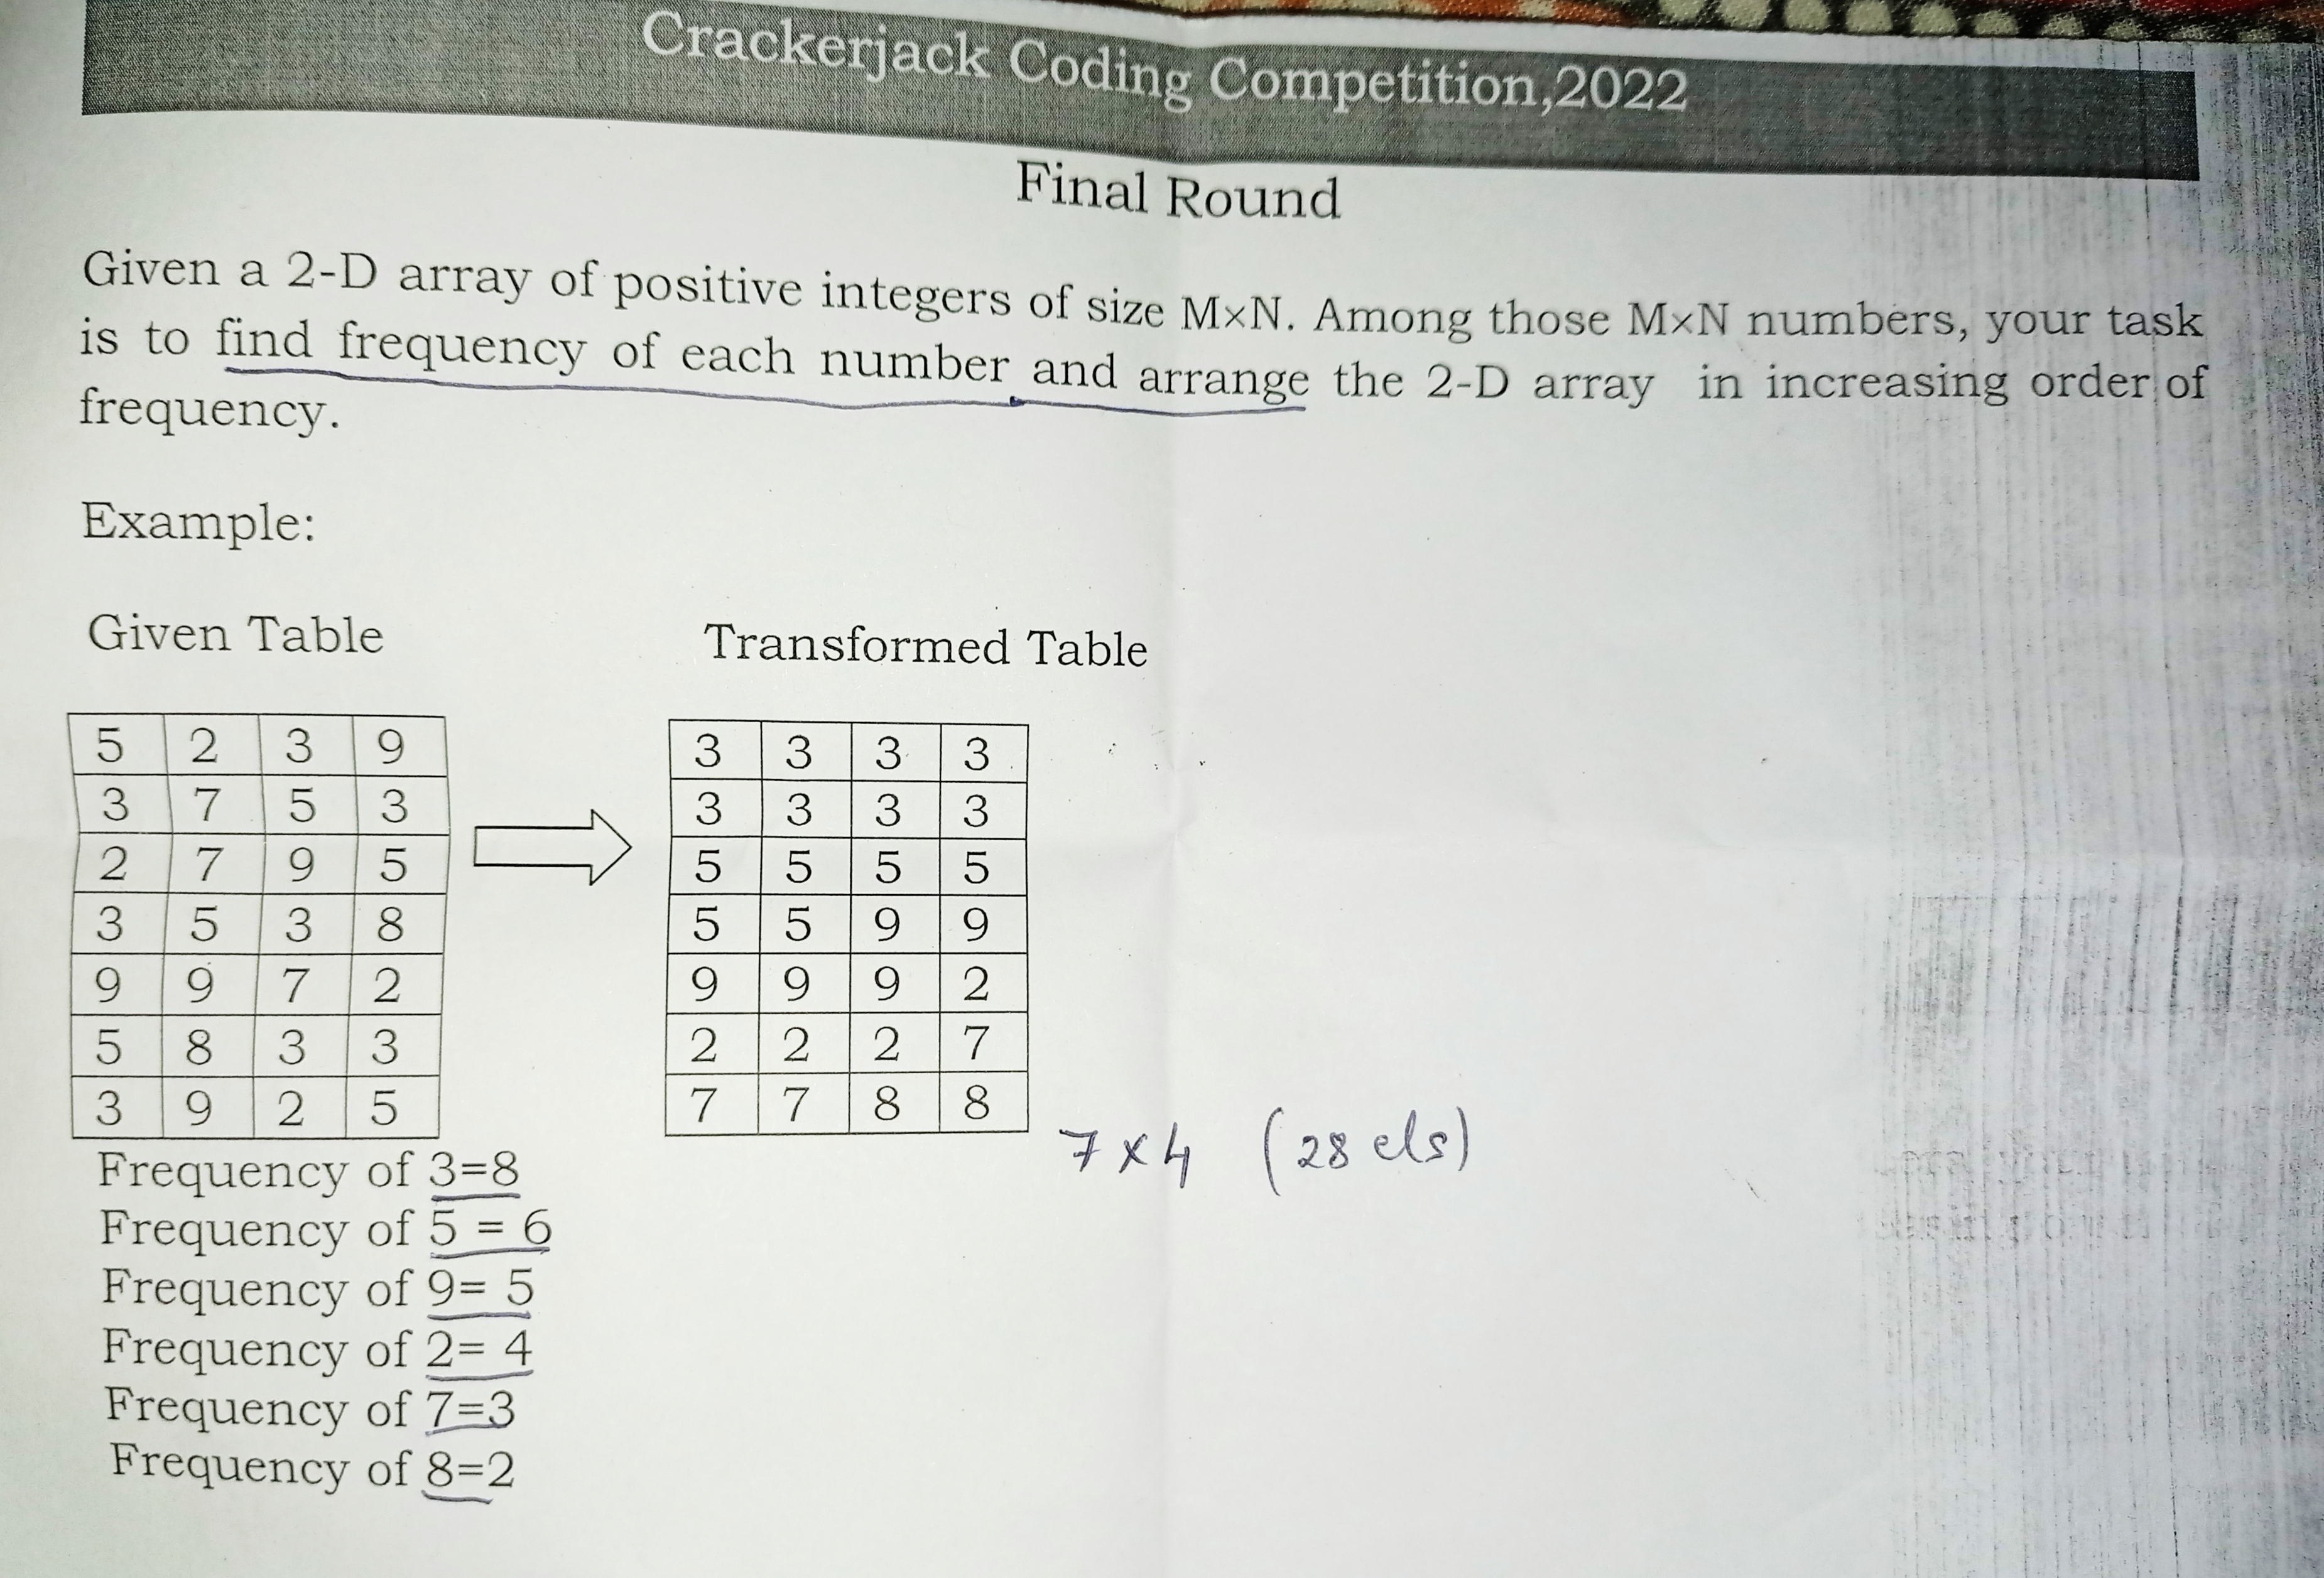 Crackerjack Coding Competition,2022
Final Round
Given a 2-D array of positive integers of size M×N. Among those M×N numbers, your task
is to find frequency of each number and arrange the 2-D array in increasing order of
frequency.
Example:
Given Table
5 2 3 9
3 7 5 3
2 7 9 5
3 5 3 8
9 9 7 2
5 8 3 3
3 9 2 5
Transformed Table
3 3 3 3
3 3 3 3
5 5 5 5
5 5 9 9
9 9 9 2
2 2 2 7
7 7 8 8
7 × 4 (28 els)
Frequency of 3=8
Frequency of 5 = 6
Frequency of 9= 5
Frequency of 2= 4
Frequency of 7=3
Frequency of 8=2